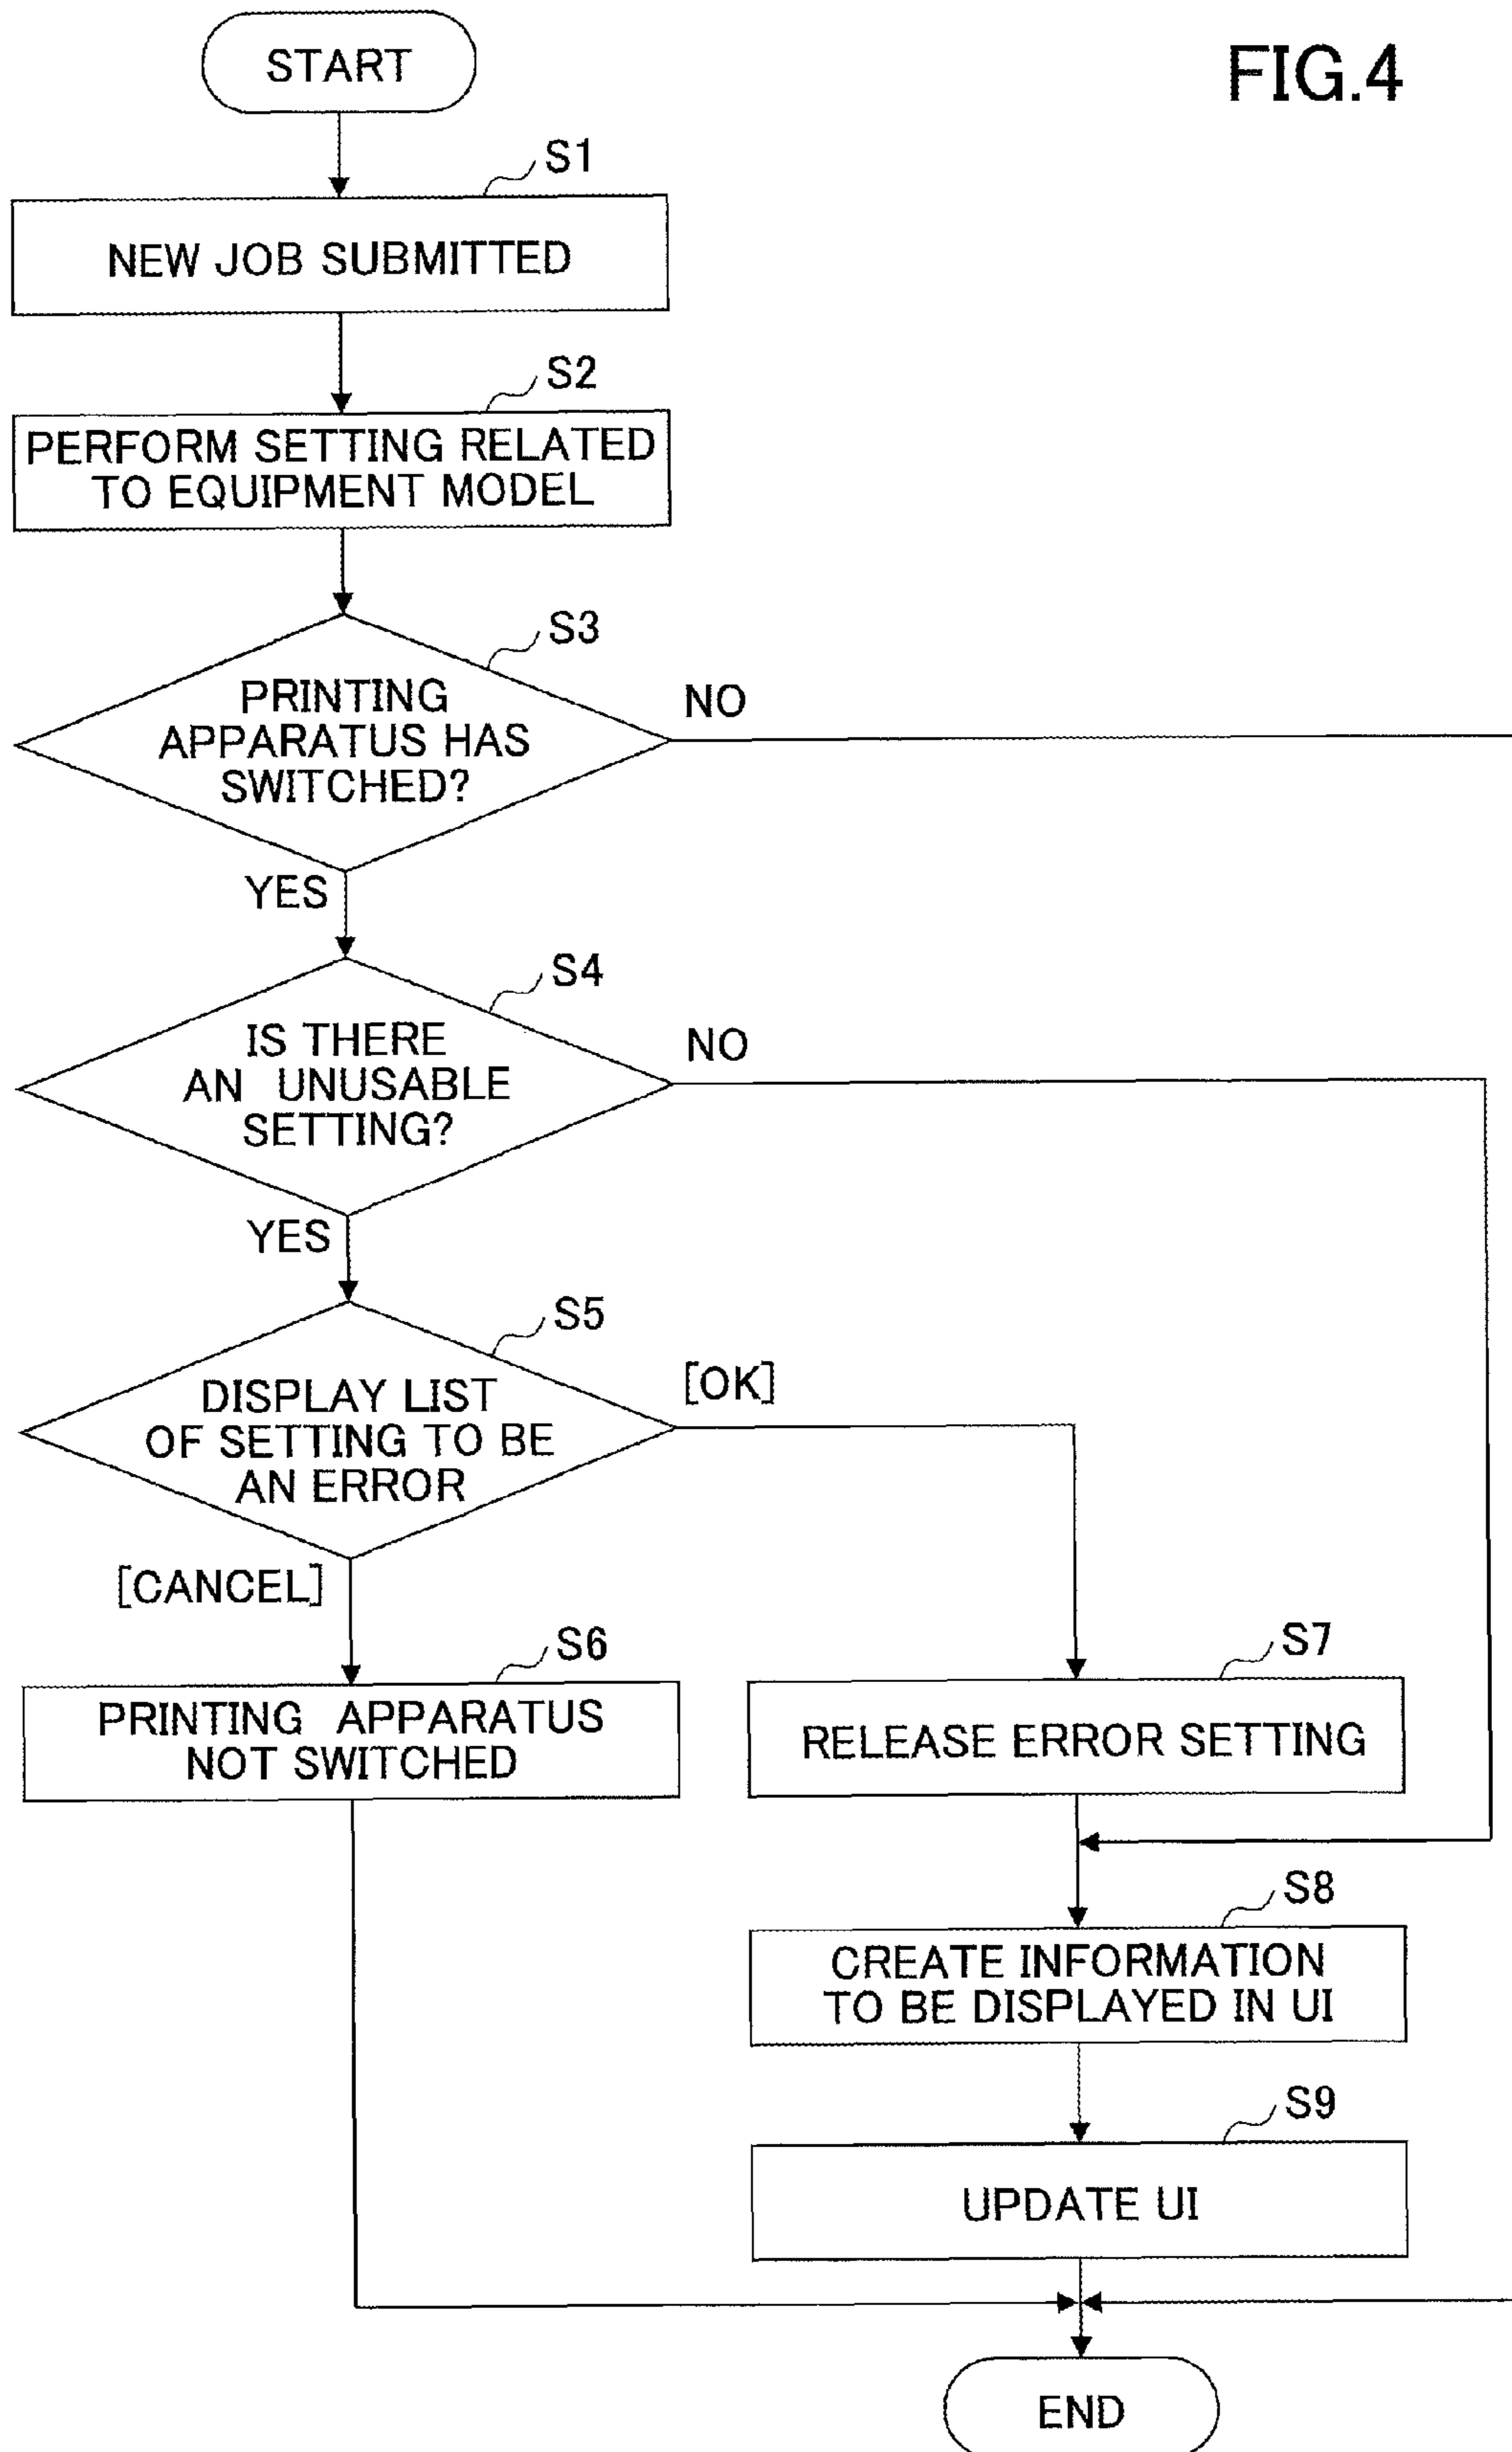 FIG.4
START
S1
NEW JOB SUBMITTED
S2
PERFORM SETTING RELATED
TO EQUIPMENT MODEL
S3
PRINTING
APPARATUS HAS
SWITCHED?
NO
YES
S4
IS THERE
AN UNUSABLE
SETTING?
NO
YES
S5
DISPLAY LIST
OF SETTING TO BE
AN ERROR
[OK]
[CANCEL]
S6
PRINTING APPARATUS
NOT SWITCHED
S7
RELEASE ERROR SETTING
S8
CREATE INFORMATION
TO BE DISPLAYED IN UI
S9
UPDATE UI
END